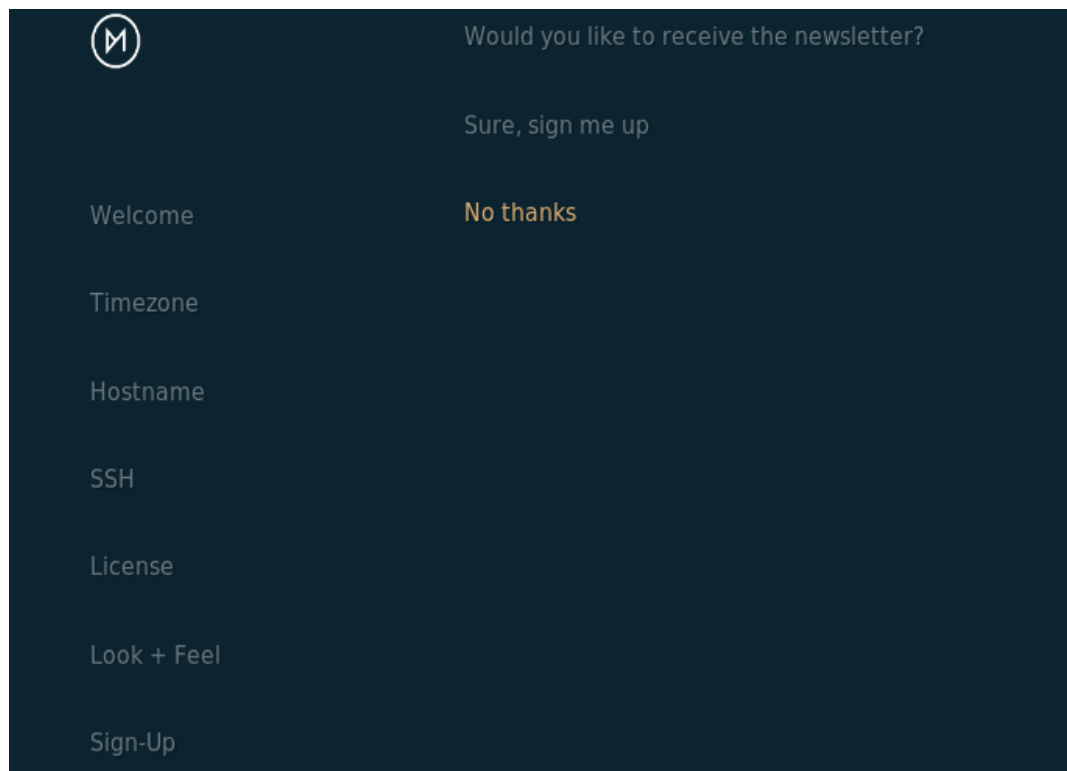 Would you like to receive the newsletter?
Sure, sign me up
No thanks
Welcome
Timezone
Hostname
SSH
License
Look + Feel
Sign-Up